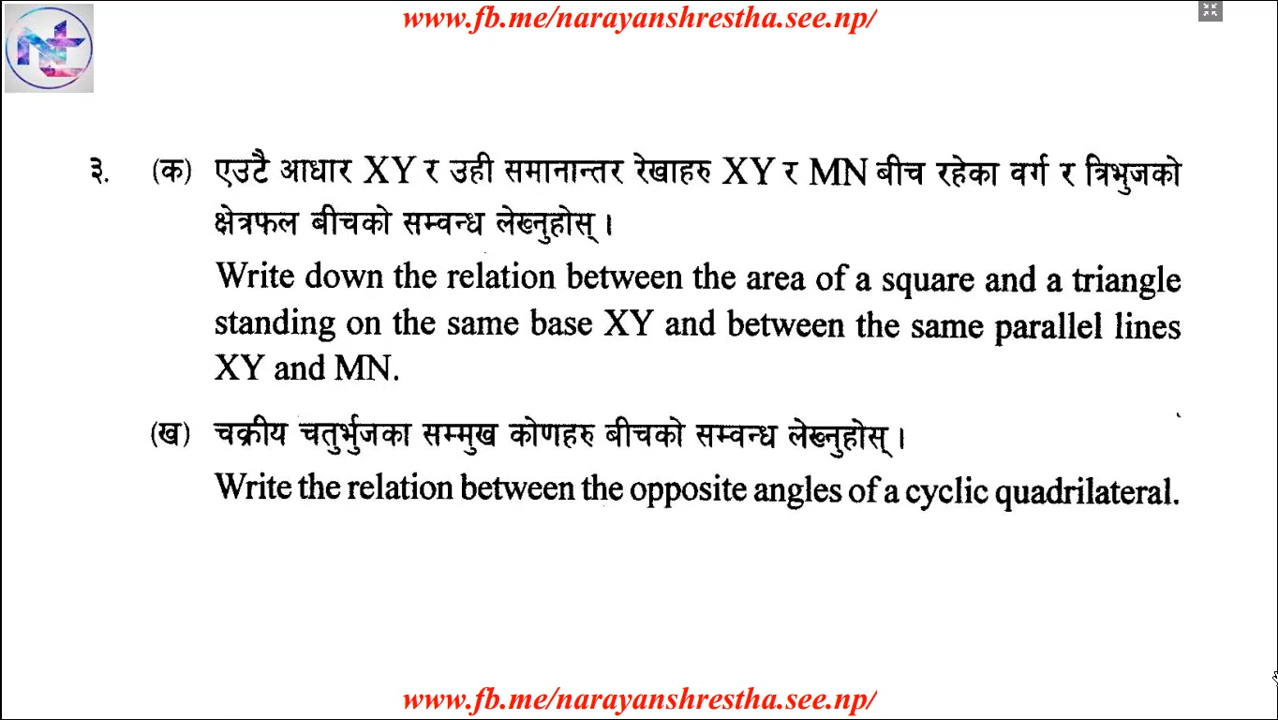 www.fb.me/narayanshrestha.see.np/
३. (क) एउटै आधार XY र उही समानान्तर रेखाहरु XY र MN बीच रहेका वर्ग र त्रिभुजको
क्षेत्रफल बीचको सम्वन्ध लेख्नुहोस् ।
Write down the relation between the area of a square and a triangle
standing on the same base XY and between the same parallel lines
XY and MN.
(ख) चक्रीय चतुर्भुजका सम्मुख कोणहरु बीचको सम्वन्ध लेख्नुहोस् ।
Write the relation between the opposite angles of a cyclic quadrilateral.
www.fb.me/narayanshrestha.see.np/